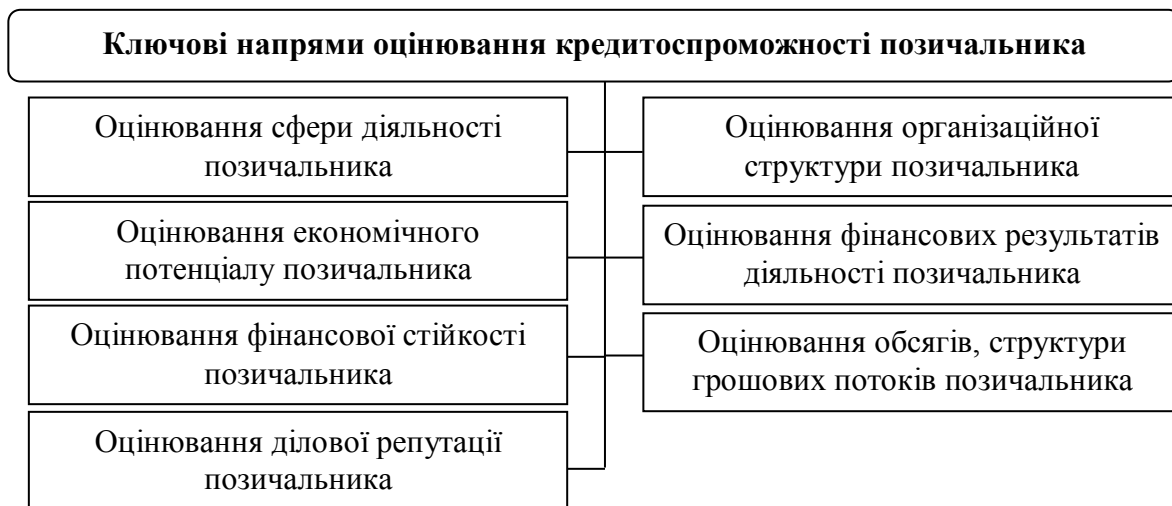 Ключові напрями оцінювання кредитоспроможності позичальника
Оцінювання сфери діяльності
позичальника
Оцінювання організаційної
структури позичальника
Оцінювання економічного
потенціалу позичальника
Оцінювання фінансових результатів
діяльності позичальника
Оцінювання фінансової стійкості
позичальника
Оцінювання обсягів, структури
грошових потоків позичальника
Оцінювання ділової репутації
позичальника